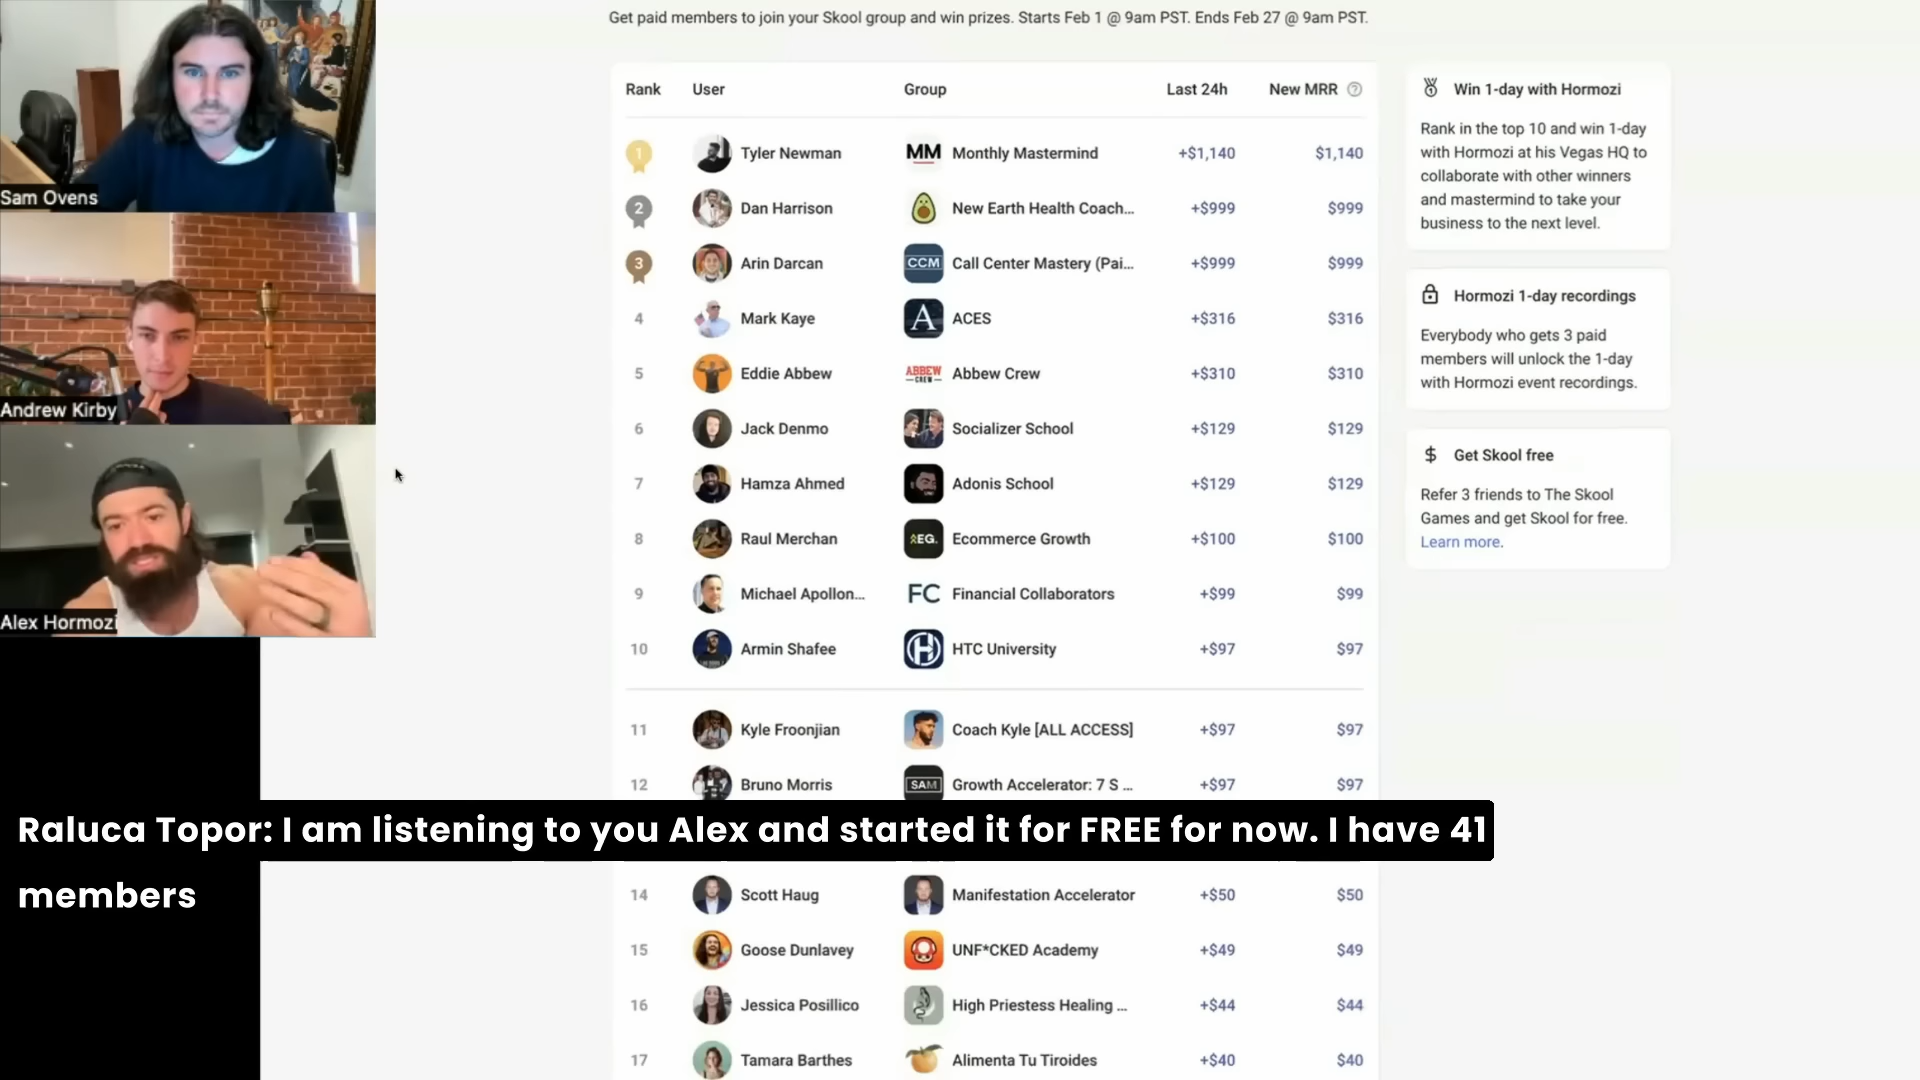 Get paid members to join your Skool group and win prizes. Starts Feb 1 @ 9am PST. Ends Feb 27 @ 9am PST.
Sam Ovens
Andrew Kirby
Alex Hormozi
Rank User Group Last 24h New MRR ?
1 Tyler Newman MM Monthly Mastermind +$1,140 $1,140
2 Dan Harrison New Earth Health Coach... +$999 $999
3 Arin Darcan CCM Call Center Mastery (Pai... +$999 $999
4 Mark Kaye A ACES +$316 $316
5 Eddie Abbew ABBEW CREW Abbew Crew +$310 $310
6 Jack Denmo Socializer School +$129 $129
7 Hamza Ahmed Adonis School +$129 $129
8 Raul Merchan EG. Ecommerce Growth +$100 $100
9 Michael Apollon... FC Financial Collaborators +$99 $99
10 Armin Shafee H HTC University +$97 $97
11 Kyle Froonjian Coach Kyle [ALL ACCESS] +$97 $97
12 Bruno Morris SAM Growth Accelerator: 7 S ... +$97 $97
Raluca Topor: I am listening to you Alex and started it for FREE for now. I have 41
members
14 Scott Haug Manifestation Accelerator +$50 $50
15 Goose Dunlavey UNF*CKED Academy +$49 $49
16 Jessica Posillico High Priestess Healing ... +$44 $44
17 Tamara Barthes Alimenta Tu Tiroides +$40 $40
Win 1-day with Hormozi
Rank in the top 10 and win 1-day
with Hormozi at his Vegas HQ to
collaborate with other winners
and mastermind to take your
business to the next level.
Hormozi 1-day recordings
Everybody who gets 3 paid
members will unlock the 1-day
with Hormozi event recordings.
$ Get Skool free
Refer 3 friends to The Skool
Games and get Skool for free.
Learn more.